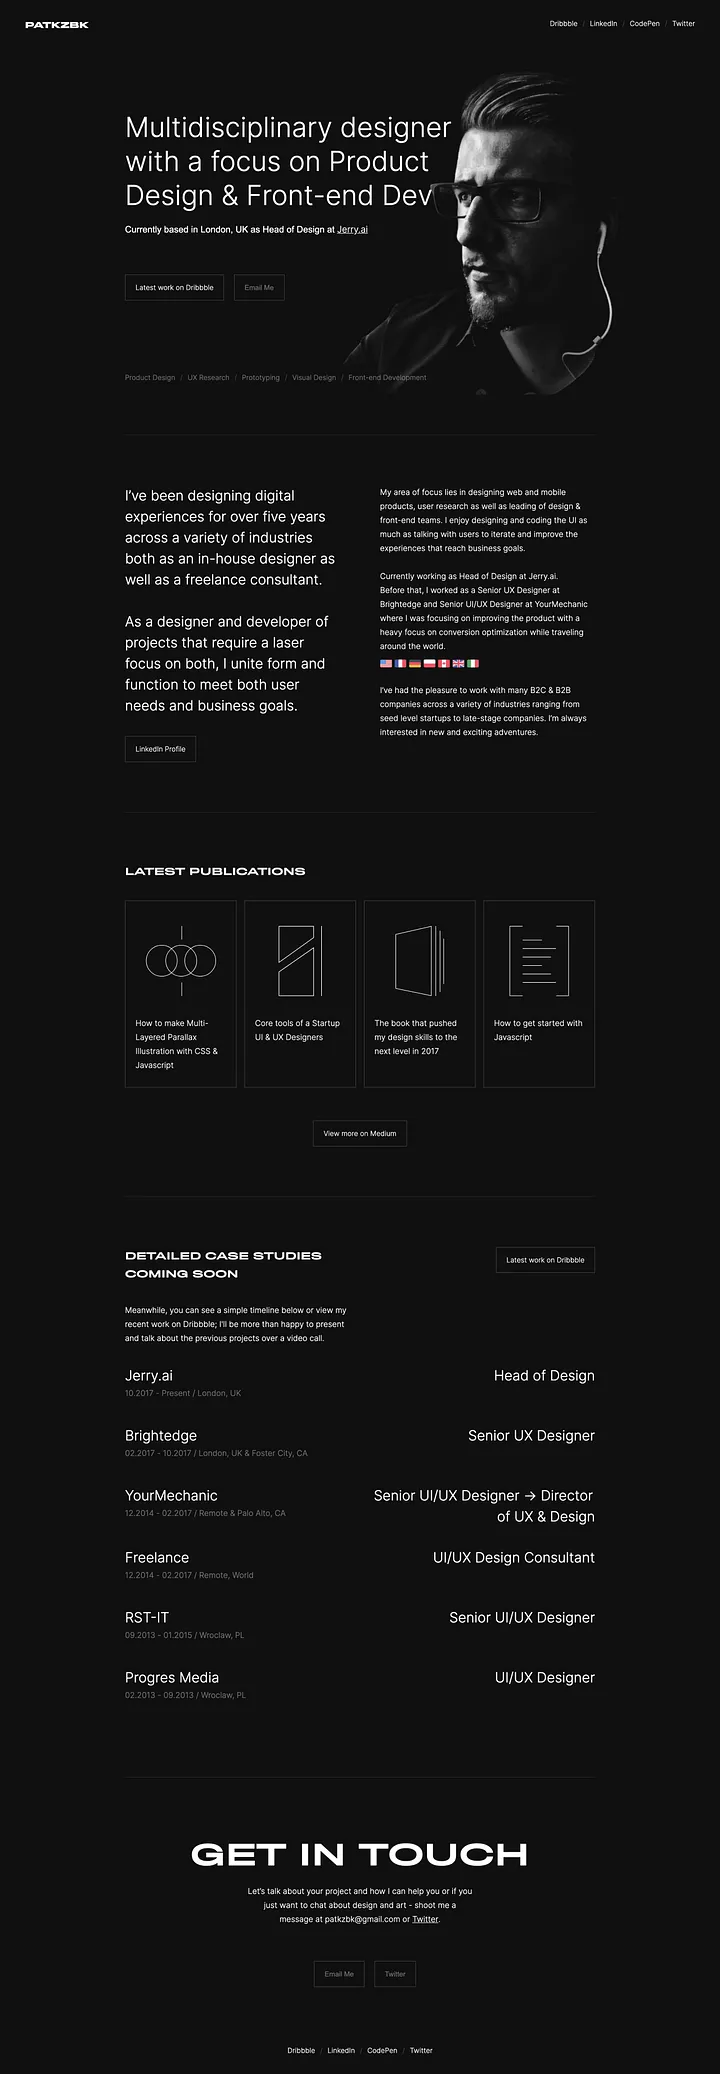 PATKZBK
Dribbble / LinkedIn / CodePen / Twitter
Multidisciplinary designer
with a focus on Product
Design & Front-end Dev
Currently based in London, UK as Head of Design at Jerry.ai
Latest work on Dribbble
Email Me
Product Design / UX Research / Prototyping / Visual Design / Front-end Development
I've been designing digital
experiences for over five years
across a variety of industries
both as an in-house designer as
well as a freelance consultant.
As a designer and developer of
projects that require a laser
focus on both, I unite form and
function to meet both user
needs and business goals.
LinkedIn Profile
My area of focus lies in designing web and mobile
products, user research as well as leading of design &
front-end teams. I enjoy designing and coding the UI as
much as talking with users to iterate and improve the
experiences that reach business goals.
Currently working as Head of Design at Jerry.ai.
Before that, I worked as a Senior UX Designer at
Brightedge and Senior UI/UX Designer at YourMechanic
where I was focusing on improving the product with a
heavy focus on conversion optimization while traveling
around the world.
I've had the pleasure to work with many B2C & B2B
companies across a variety of industries ranging from
seed level startups to late-stage companies. I'm always
interested in new and exciting adventures.
LATEST PUBLICATIONS
How to make Multi-
Layered Parallax
Illustration with CSS &
Javascript
Core tools of a Startup
UI & UX Designers
The book that pushed
my design skills to the
next level in 2017
How to get started with
Javascript
View more on Medium
DETAILED CASE STUDIES
COMING SOON
Latest work on Dribbble
Meanwhile, you can see a simple timeline below or view my
recent work on Dribbble; I'll be more than happy to present
and talk about the previous projects over a video call.
Jerry.ai
Head of Design
10.2017 - Present / London, UK
Brightedge
Senior UX Designer
02.2017 - 10.2017 / London, UK & Foster City, CA
YourMechanic
Senior UI/UX Designer → Director
of UX & Design
12.2014 - 02.2017 / Remote & Palo Alto, CA
Freelance
UI/UX Design Consultant
12.2014 - 02.2017 / Remote, World
RST-IT
Senior UI/UX Designer
09.2013 - 01.2015 / Wroclaw, PL
Progres Media
UI/UX Designer
02.2013 - 09.2013 / Wroclaw, PL
GET IN TOUCH
Let's talk about your project and how I can help you or if you
just want to chat about design and art - shoot me a
message at patkzbk@gmail.com or Twitter.
Email Me
Twitter
Dribbble / LinkedIn / CodePen / Twitter